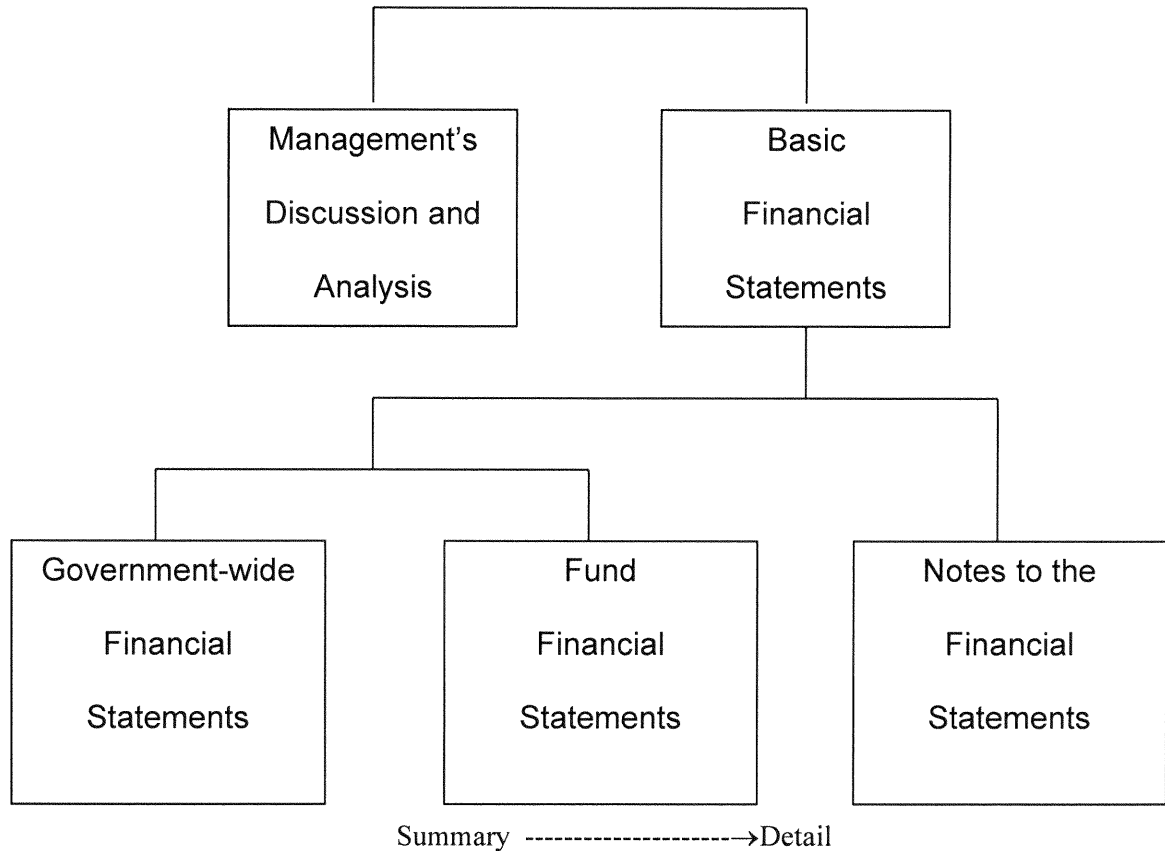 Management’s
Discussion and
Analysis
Basic
Financial
Statements
Government-wide
Financial
Statements
Fund
Financial
Statements
Notes to the
Financial
Statements
Summary ---------------------→Detail